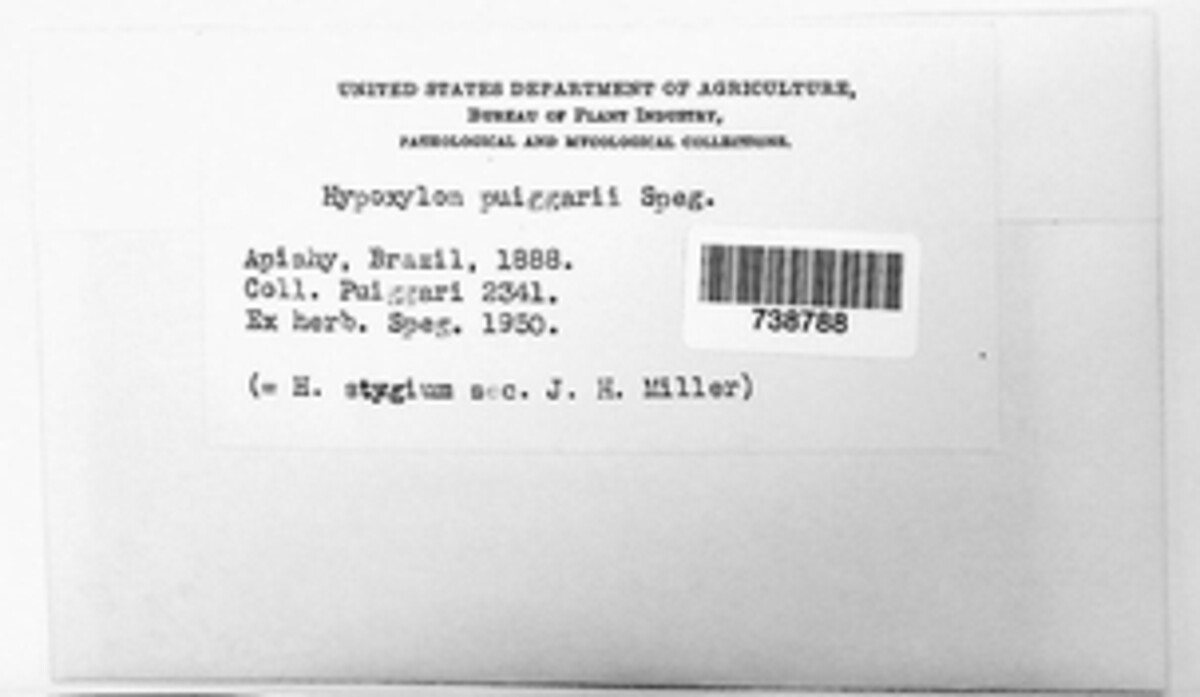 UNITED STATES DEPARTMENT OF AGRICULTURE,
BUREAU OF PLANT INDUSTRY,
PATHOLOGICAL AND MYCOLOGICAL COLLECTIONS.
Hypoxylon puiggarii Speg.
Apiahy, Brazil, 1888.
Coll. Puiggari 2341.
Ex herb. Speg. 1950.
738788
(= H. stygium sec. J. H. Miller)